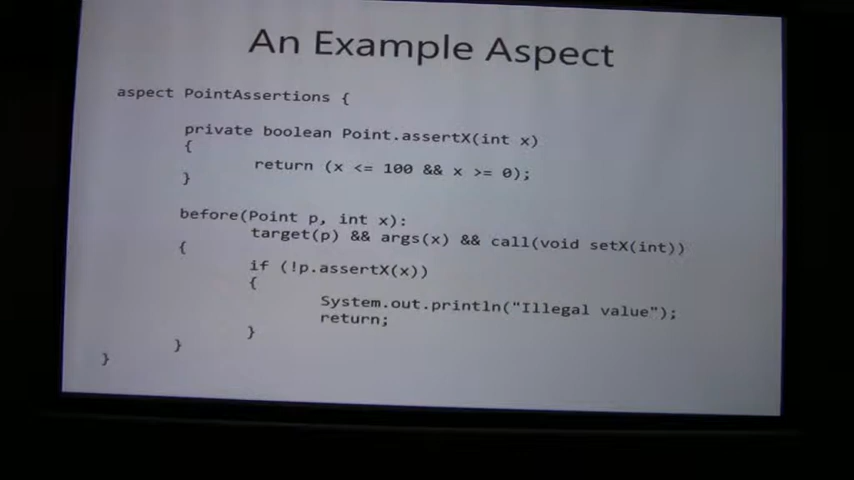 An Example Aspect
aspect PointAssertions {
private boolean Point.assertX(int x)
{
return (x <= 100 && x >= 0);
}
before(Point p, int x):
target(p) && args(x) && call(void setX(int))
{
if (!p.assertX(x))
{
System.out.println("Illegal value");
return;
}
}
}